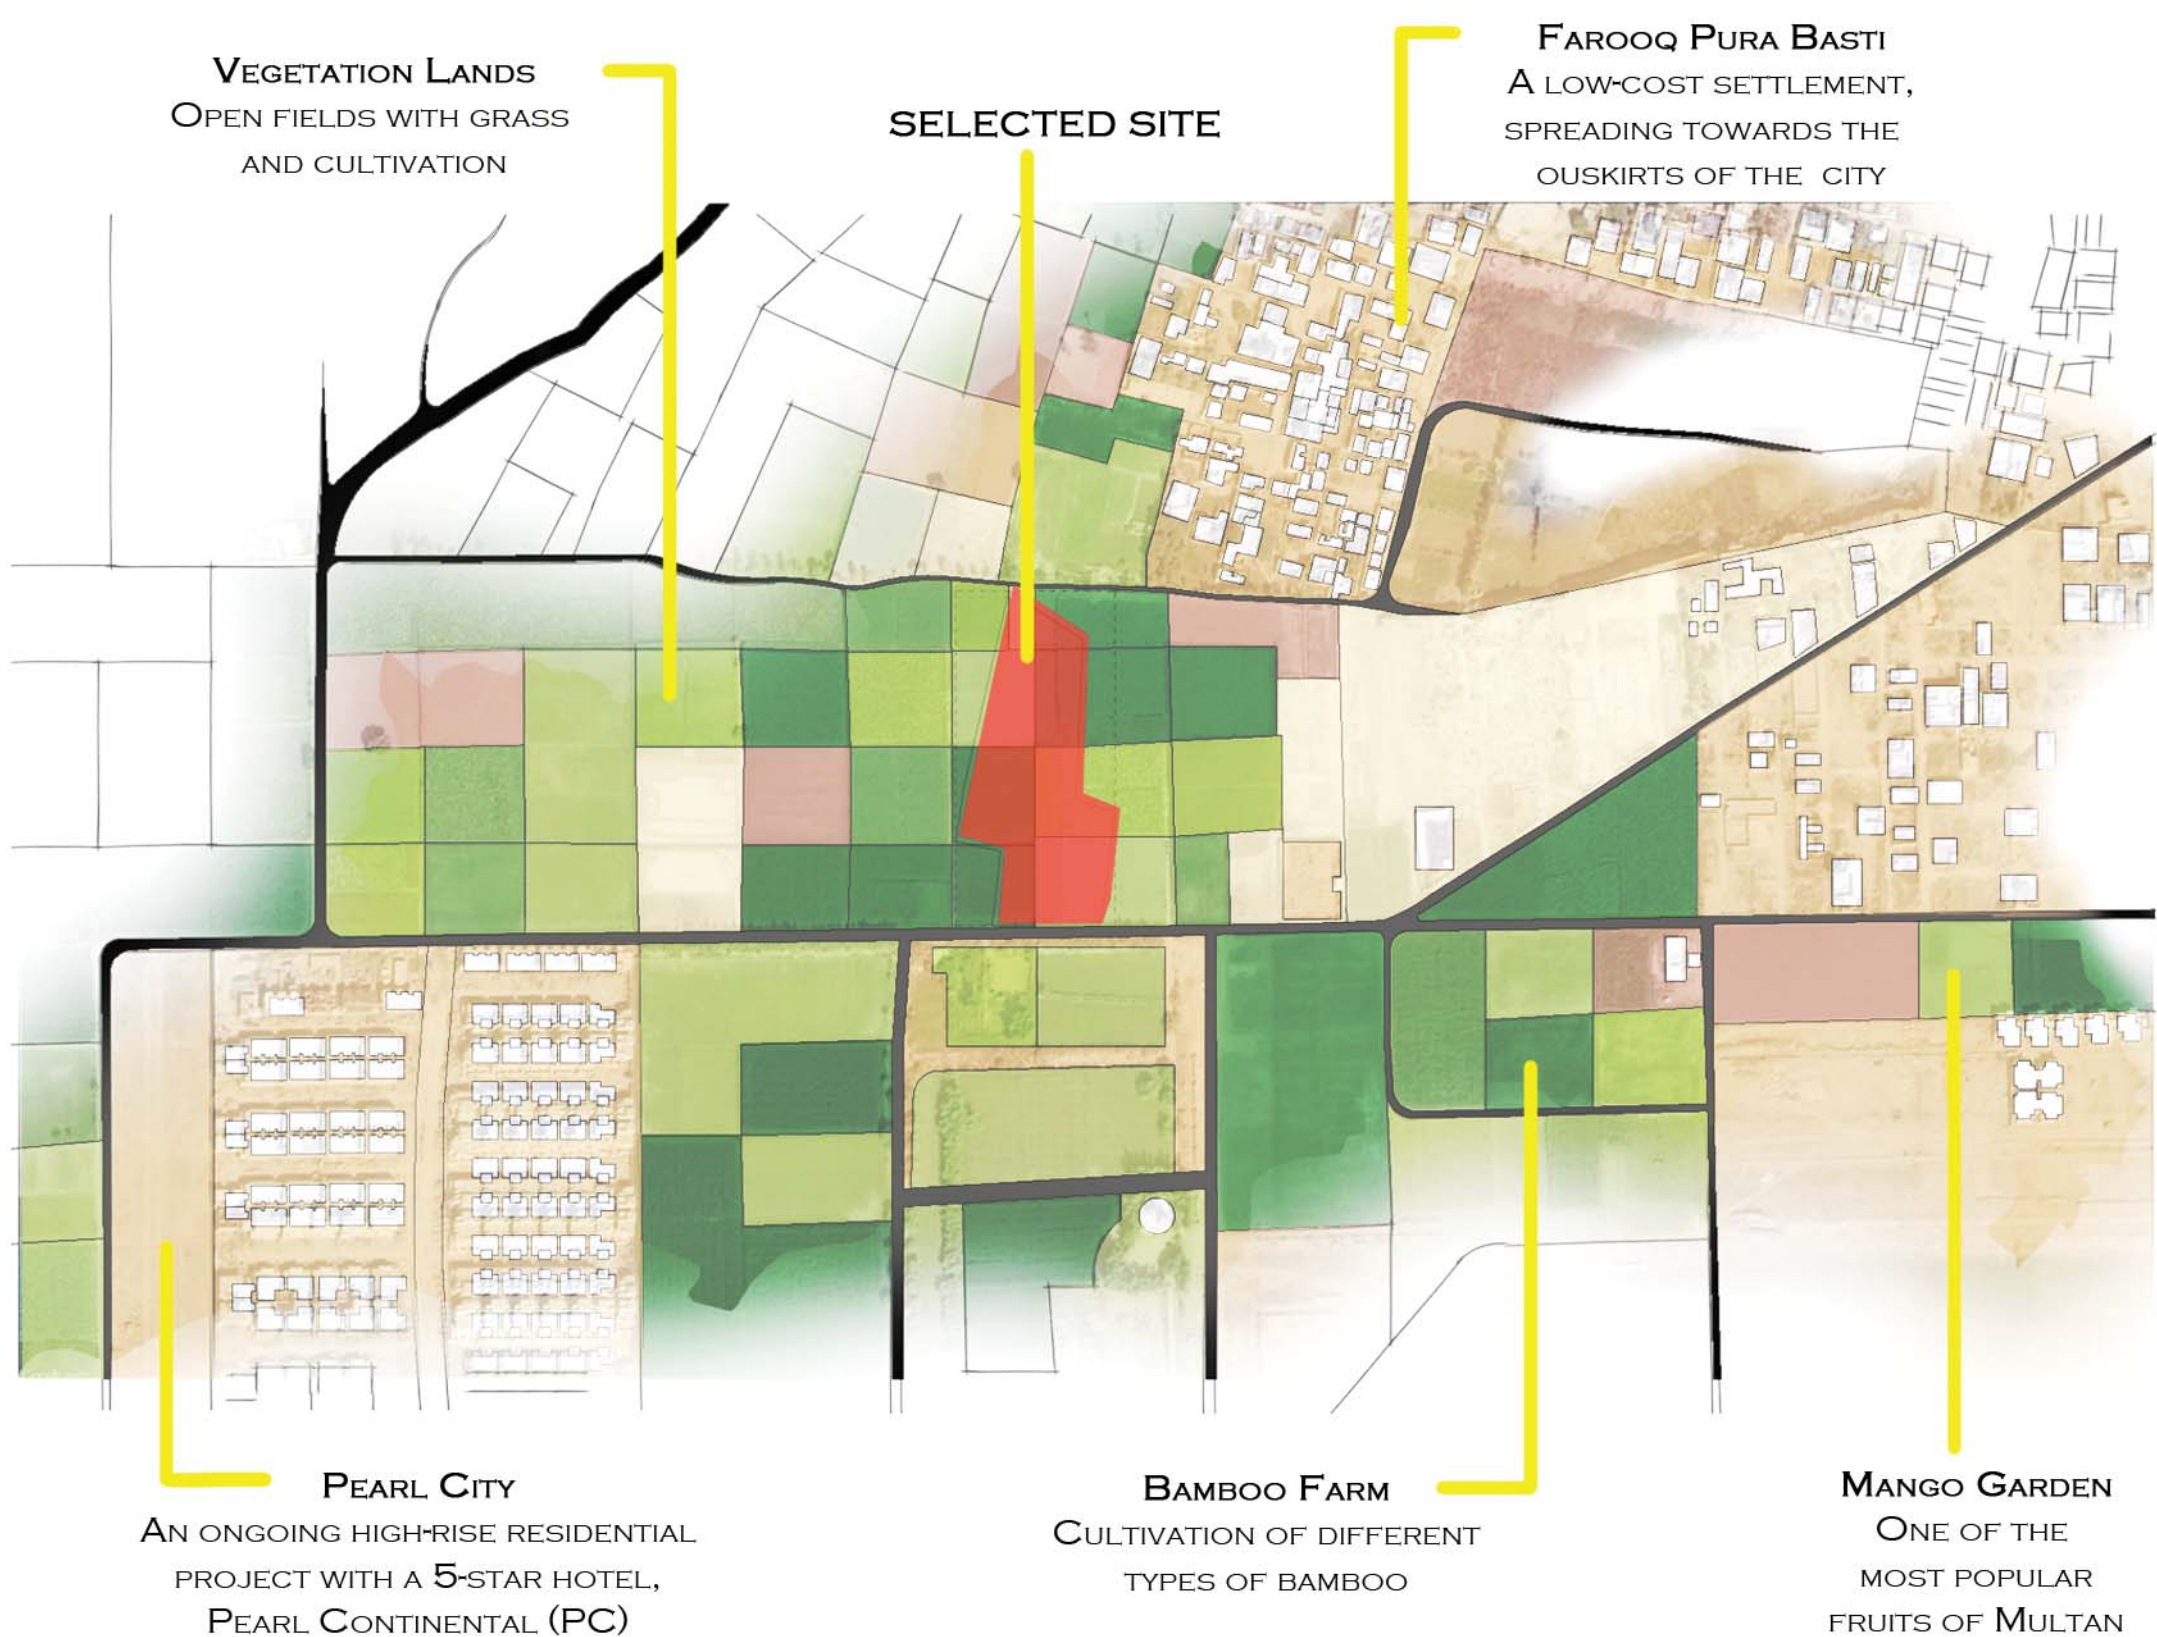 Vegetation Lands
Open fields with grass
and cultivation
SELECTED SITE
Farooq Pura Basti
A low-cost settlement,
spreading towards the
ouskirts of the city
Pearl City
An ongoing high-rise residential
project with a 5-star hotel,
Pearl Continental (PC)
Bamboo Farm
Cultivation of different
types of bamboo
Mango Garden
One of the
most popular
fruits of Multan